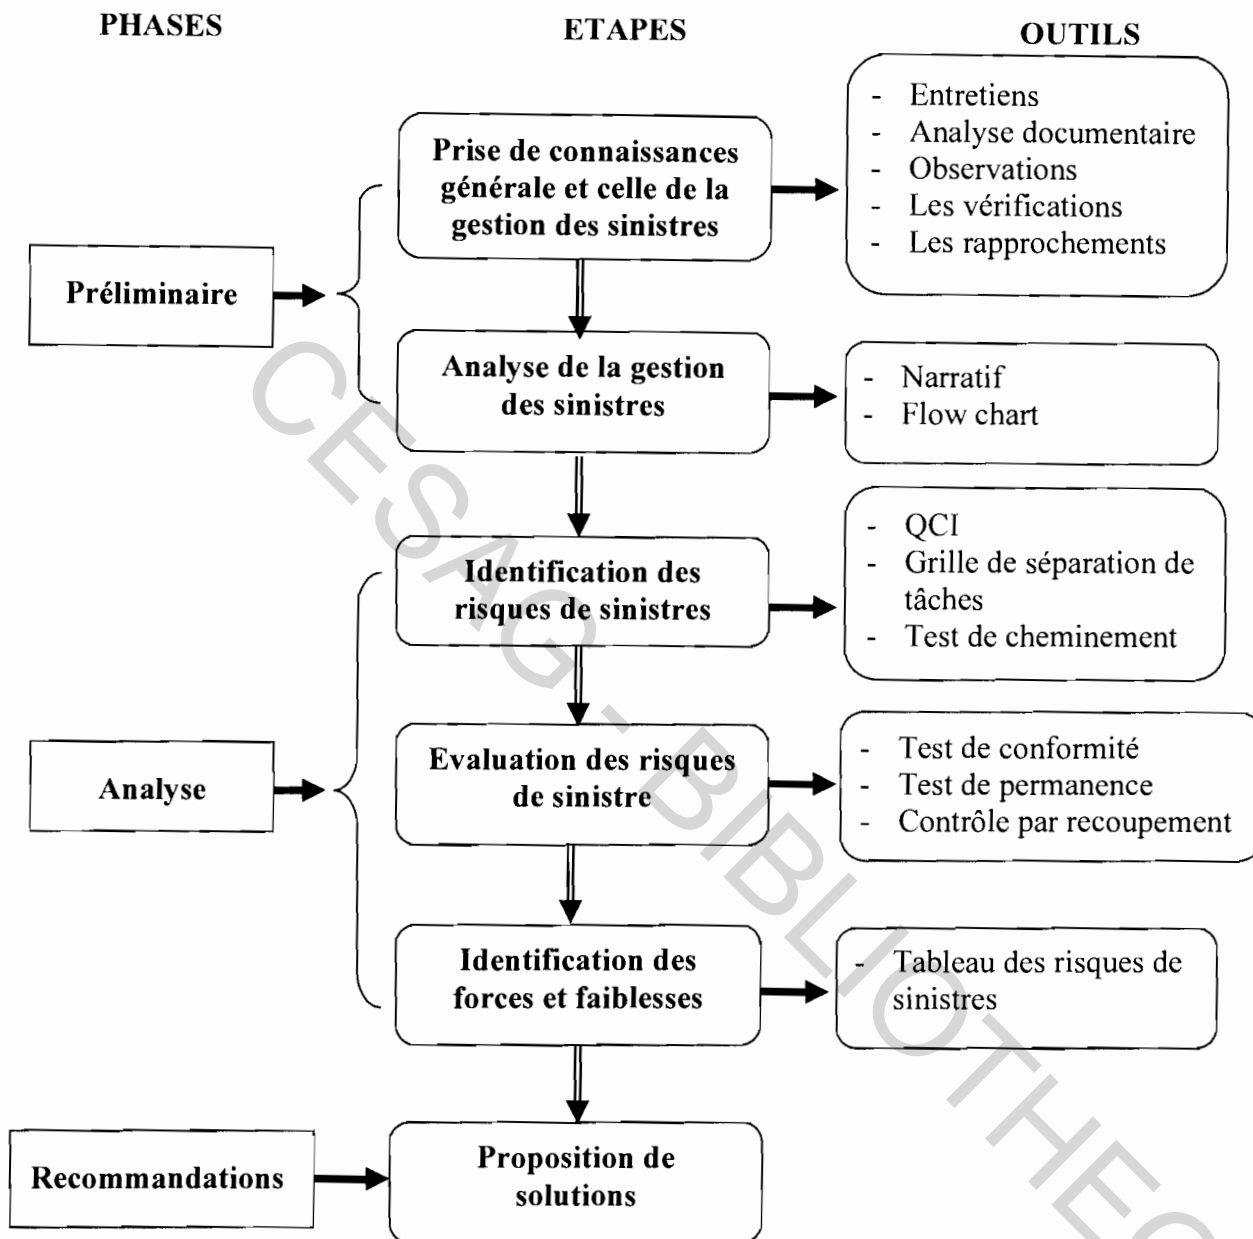 PHASES
ETAPES
OUTILS
Prise de connaissances
générale et celle de la
gestion des sinistres
- Entretiens
- Analyse documentaire
- Observations
- Les vérifications
- Les rapprochements
Préliminaire
Analyse de la gestion
des sinistres
- Narratif
- Flow chart
Identification des
risques de sinistres
- QCI
- Grille de séparation de
tâches
- Test de cheminement
Analyse
Evaluation des risques
de sinistre
- Test de conformité
- Test de permanence
- Contrôle par recoupement
Identification des
forces et faiblesses
- Tableau des risques de
sinistres
Recommandations
Proposition de
solutions
CESAG - BIBLIOTHEQ